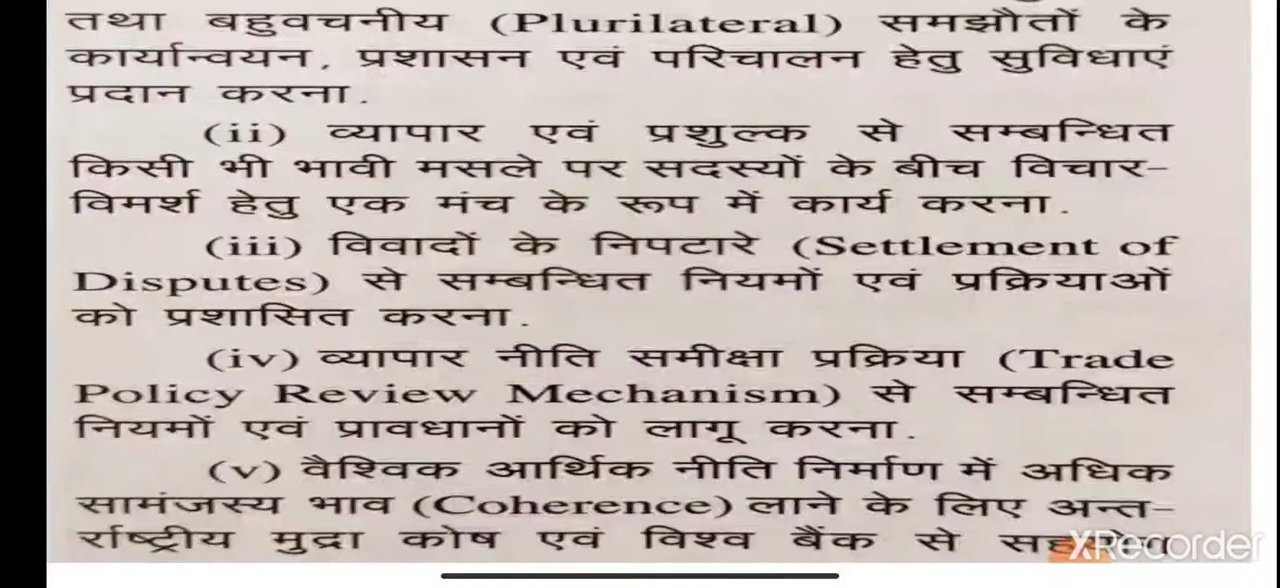 तथा बहुवचनीय (Plurilateral) समझौतों के
कार्यान्वयन, प्रशासन एवं परिचालन हेतु सुविधाएं
प्रदान करना.
(ii) व्यापार एवं प्रशुल्क से सम्बन्धित
किसी भी भावी मसले पर सदस्यों के बीच विचार-
विमर्श हेतु एक मंच के रूप में कार्य करना.
(iii) विवादों के निपटारे (Settlement of
Disputes) से सम्बन्धित नियमों एवं प्रक्रियाओं
को प्रशासित करना.
(iv) व्यापार नीति समीक्षा प्रक्रिया (Trade
Policy Review Mechanism) से सम्बन्धित
नियमों एवं प्रावधानों को लागू करना.
(v) वैश्विक आर्थिक नीति निर्माण में अधिक
सामंजस्य भाव (Coherence) लाने के लिए अन्त-
र्राष्ट्रीय मुद्रा कोष एवं विश्व बैंक से
XRecorder